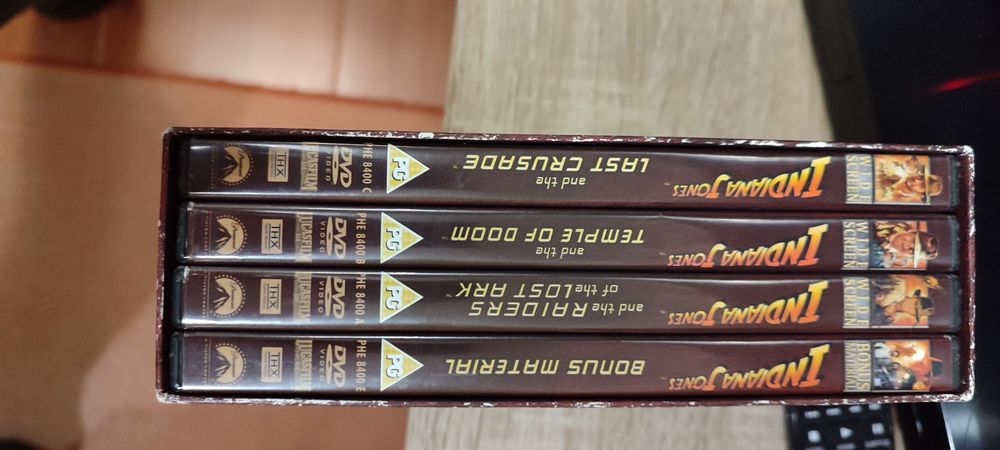 WIDE
SCREEN
INDIANA JONES
and the
LAST CRUSADE
PG
PHE 8400 C
DVD
VIDEO
LUCASFILM
THX
WIDE
SCREEN
INDIANA JONES
and the
TEMPLE OF DOOM
PG
PHE 8400 B
DVD
VIDEO
LUCASFILM
THX
WIDE
SCREEN
INDIANA JONES
and the RAIDERS
of the LOST ARK
PG
PHE 8400 A
DVD
VIDEO
LUCASFILM
THX
BONUS
MATERIAL
INDIANA JONES
BONUS MATERIAL
PG
PHE 8400 E
DVD
VIDEO
LUCASFILM
THX